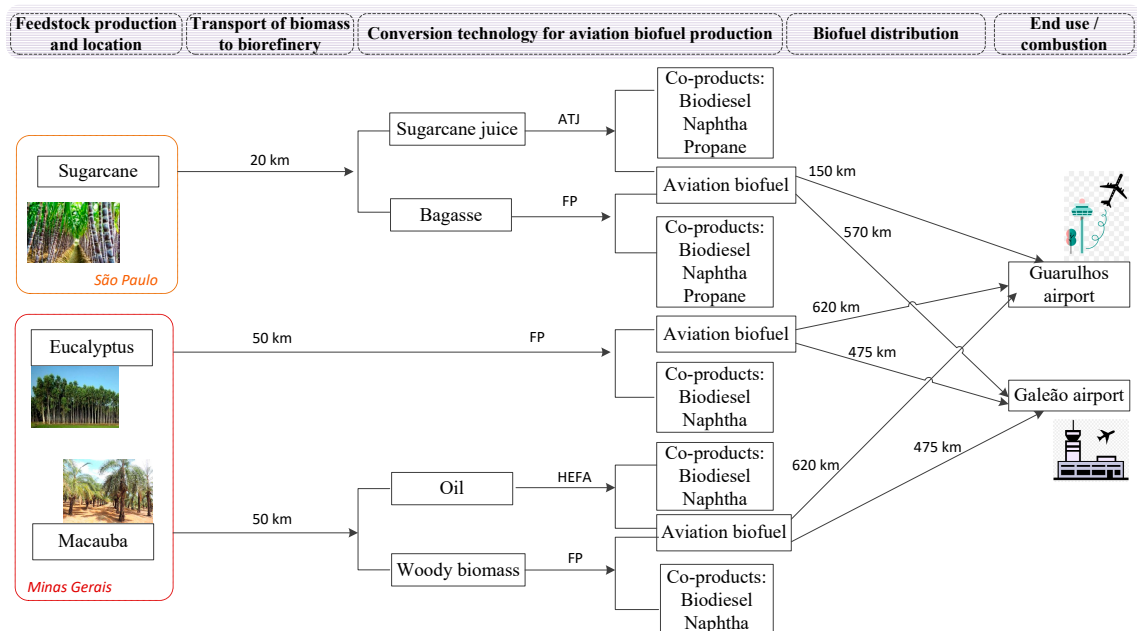 Feedstock production
and location
Transport of biomass
to biorefinery
Conversion technology for aviation biofuel production
Biofuel distribution
End use /
combustion
Sugarcane
São Paulo
20 km
Sugarcane juice
ATJ
Bagasse
FP
Co-products:
Biodiesel
Naphtha
Propane
Aviation biofuel
Co-products:
Biodiesel
Naphtha
Propane
150 km
570 km
Guarulhos
airport
Eucalyptus
50 km
FP
Aviation biofuel
Co-products:
Biodiesel
Naphtha
620 km
475 km
Galeão airport
Macauba
Minas Gerais
50 km
Oil
HEFA
Woody biomass
FP
Co-products:
Biodiesel
Naphtha
Aviation biofuel
Co-products:
Biodiesel
Naphtha
620 km
475 km